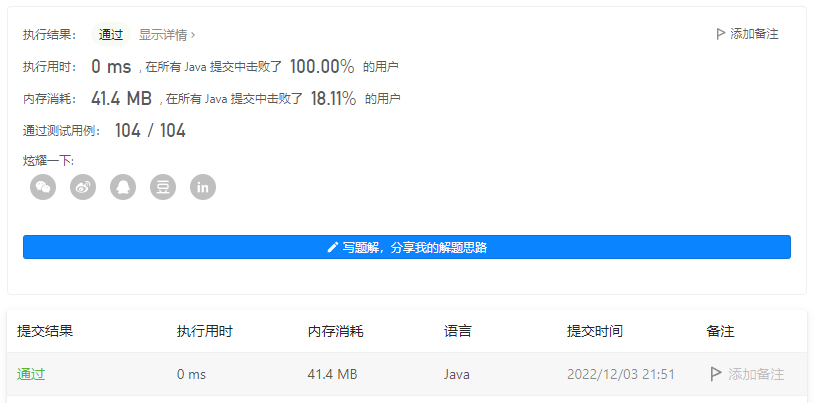 执行结果： 通过 显示详情 › 添加备注
执行用时： 0 ms , 在所有 Java 提交中击败了 100.00% 的用户
内存消耗： 41.4 MB , 在所有 Java 提交中击败了 18.11% 的用户
通过测试用例： 104 / 104
炫耀一下:
豆 in
写题解，分享我的解题思路
提交结果 执行用时 内存消耗 语言 提交时间 备注
通过 0 ms 41.4 MB Java 2022/12/03 21:51 添加备注